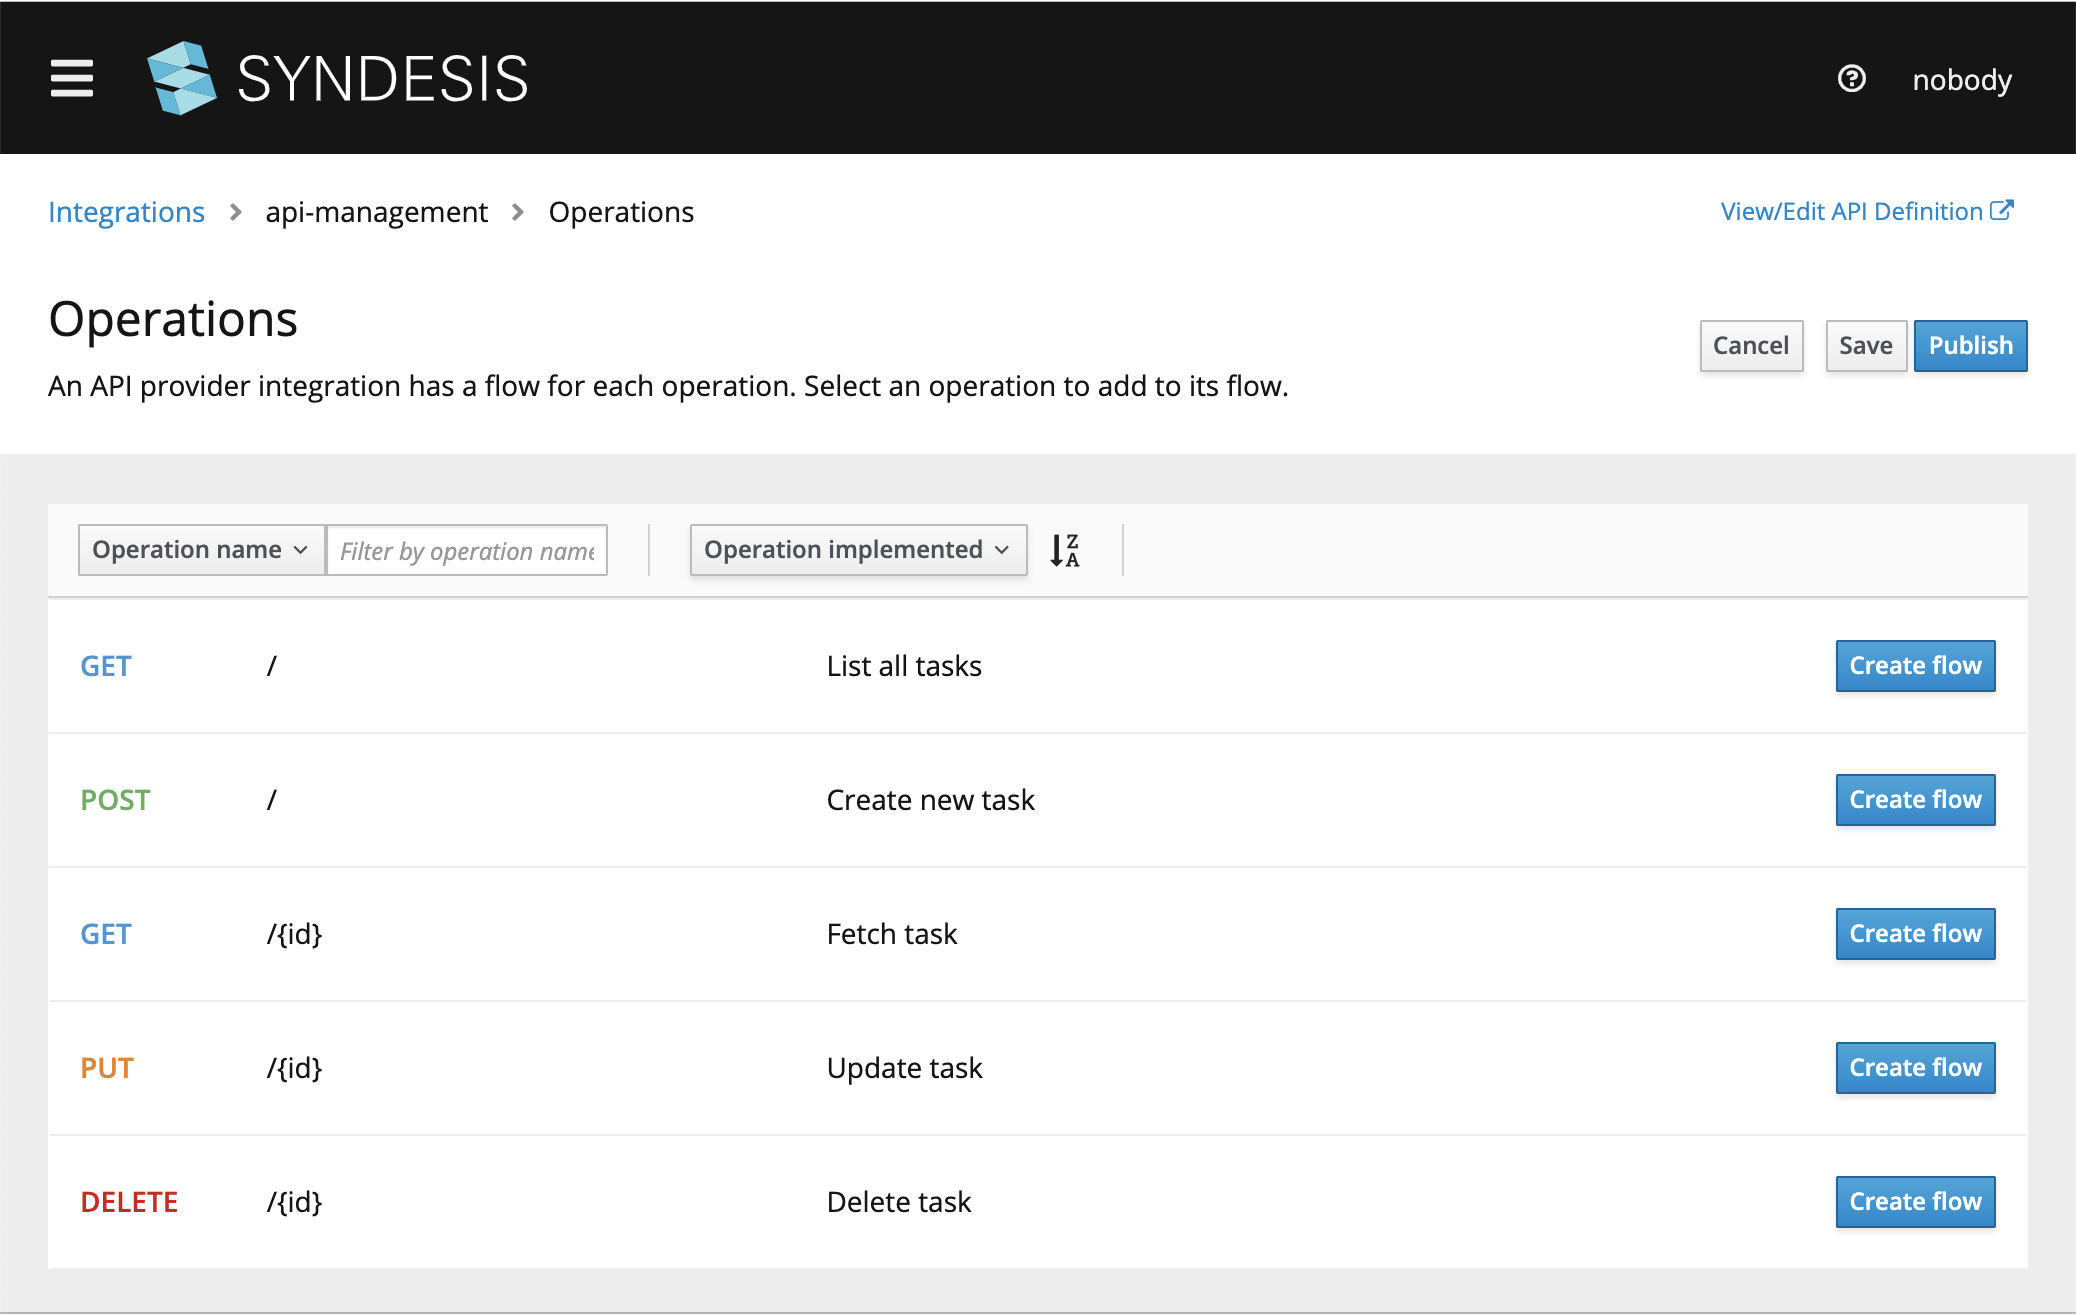 SYNDESIS
nobody
Integrations > api-management > Operations
View/Edit API Definition
Operations
Cancel Save Publish
An API provider integration has a flow for each operation. Select an operation to add to its flow.
Operation name Filter by operation name Operation implemented
GET / List all tasks Create flow
POST / Create new task Create flow
GET /{id} Fetch task Create flow
PUT /{id} Update task Create flow
DELETE /{id} Delete task Create flow